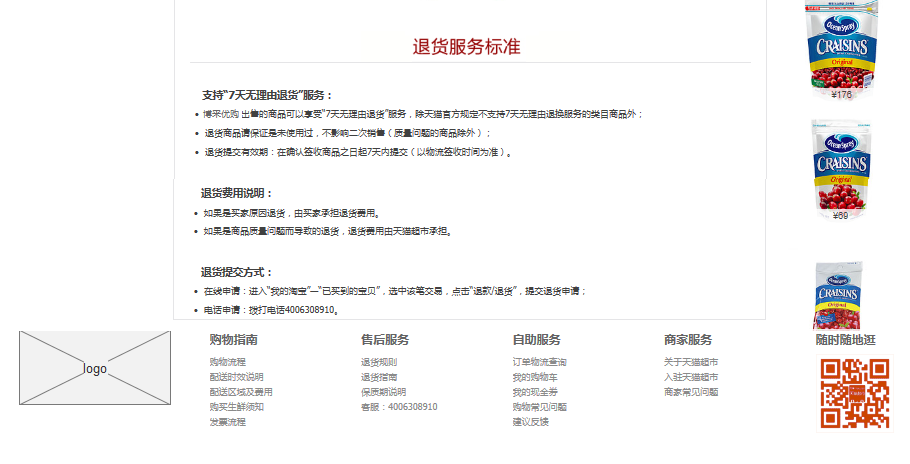 退货服务标准
支持“7天无理由退货”服务：
• 博来优购 出售的商品可以享受“7天无理由退货”服务，除天猫官方规定不支持7天无理由退换服务的类目商品外；
• 退货商品请保证是未使用过，不影响二次销售（质量问题的商品除外）；
• 退货提交有效期：在确认签收商品之日起7天内提交（以物流签收时间为准）。
退货费用说明：
• 如果是买家原因退货，由买家承担退货费用。
• 如果是商品质量问题而导致的退货，退货费用由天猫超市承担。
退货提交方式：
• 在线申请：进入“我的淘宝”—“已买到的宝贝”，选中该笔交易，点击“退款/退货”，提交退货申请；
• 电话申请：拨打电话4006308910。
Ocean Spray
CRAISINS
Original
¥176
Ocean Spray
CRAISINS
Original
¥69
Ocean Spray
CRAISINS
Original
logo
购物指南
购物流程
配送时效说明
配送区域及费用
购买生鲜须知
发票流程
售后服务
退货规则
退货指南
保质期说明
客服：4006308910
自助服务
订单物流查询
我的购物车
我的现金券
购物常见问题
建议反馈
商家服务
关于天猫超市
入驻天猫超市
商家常见问题
随时随地逛